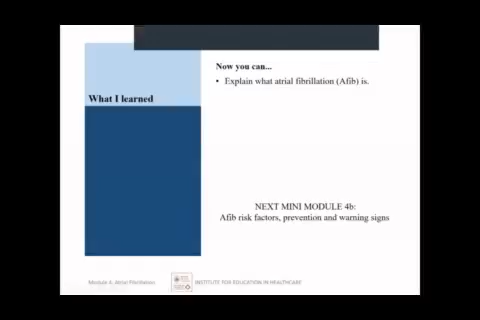 Now you can...
• Explain what atrial fibrillation (Afib) is.
What I learned
NEXT MINI MODULE 4b:
Afib risk factors, prevention and warning signs
Module 4: Atrial Fibrillation
INSTITUTE FOR EDUCATION IN HEALTHCARE